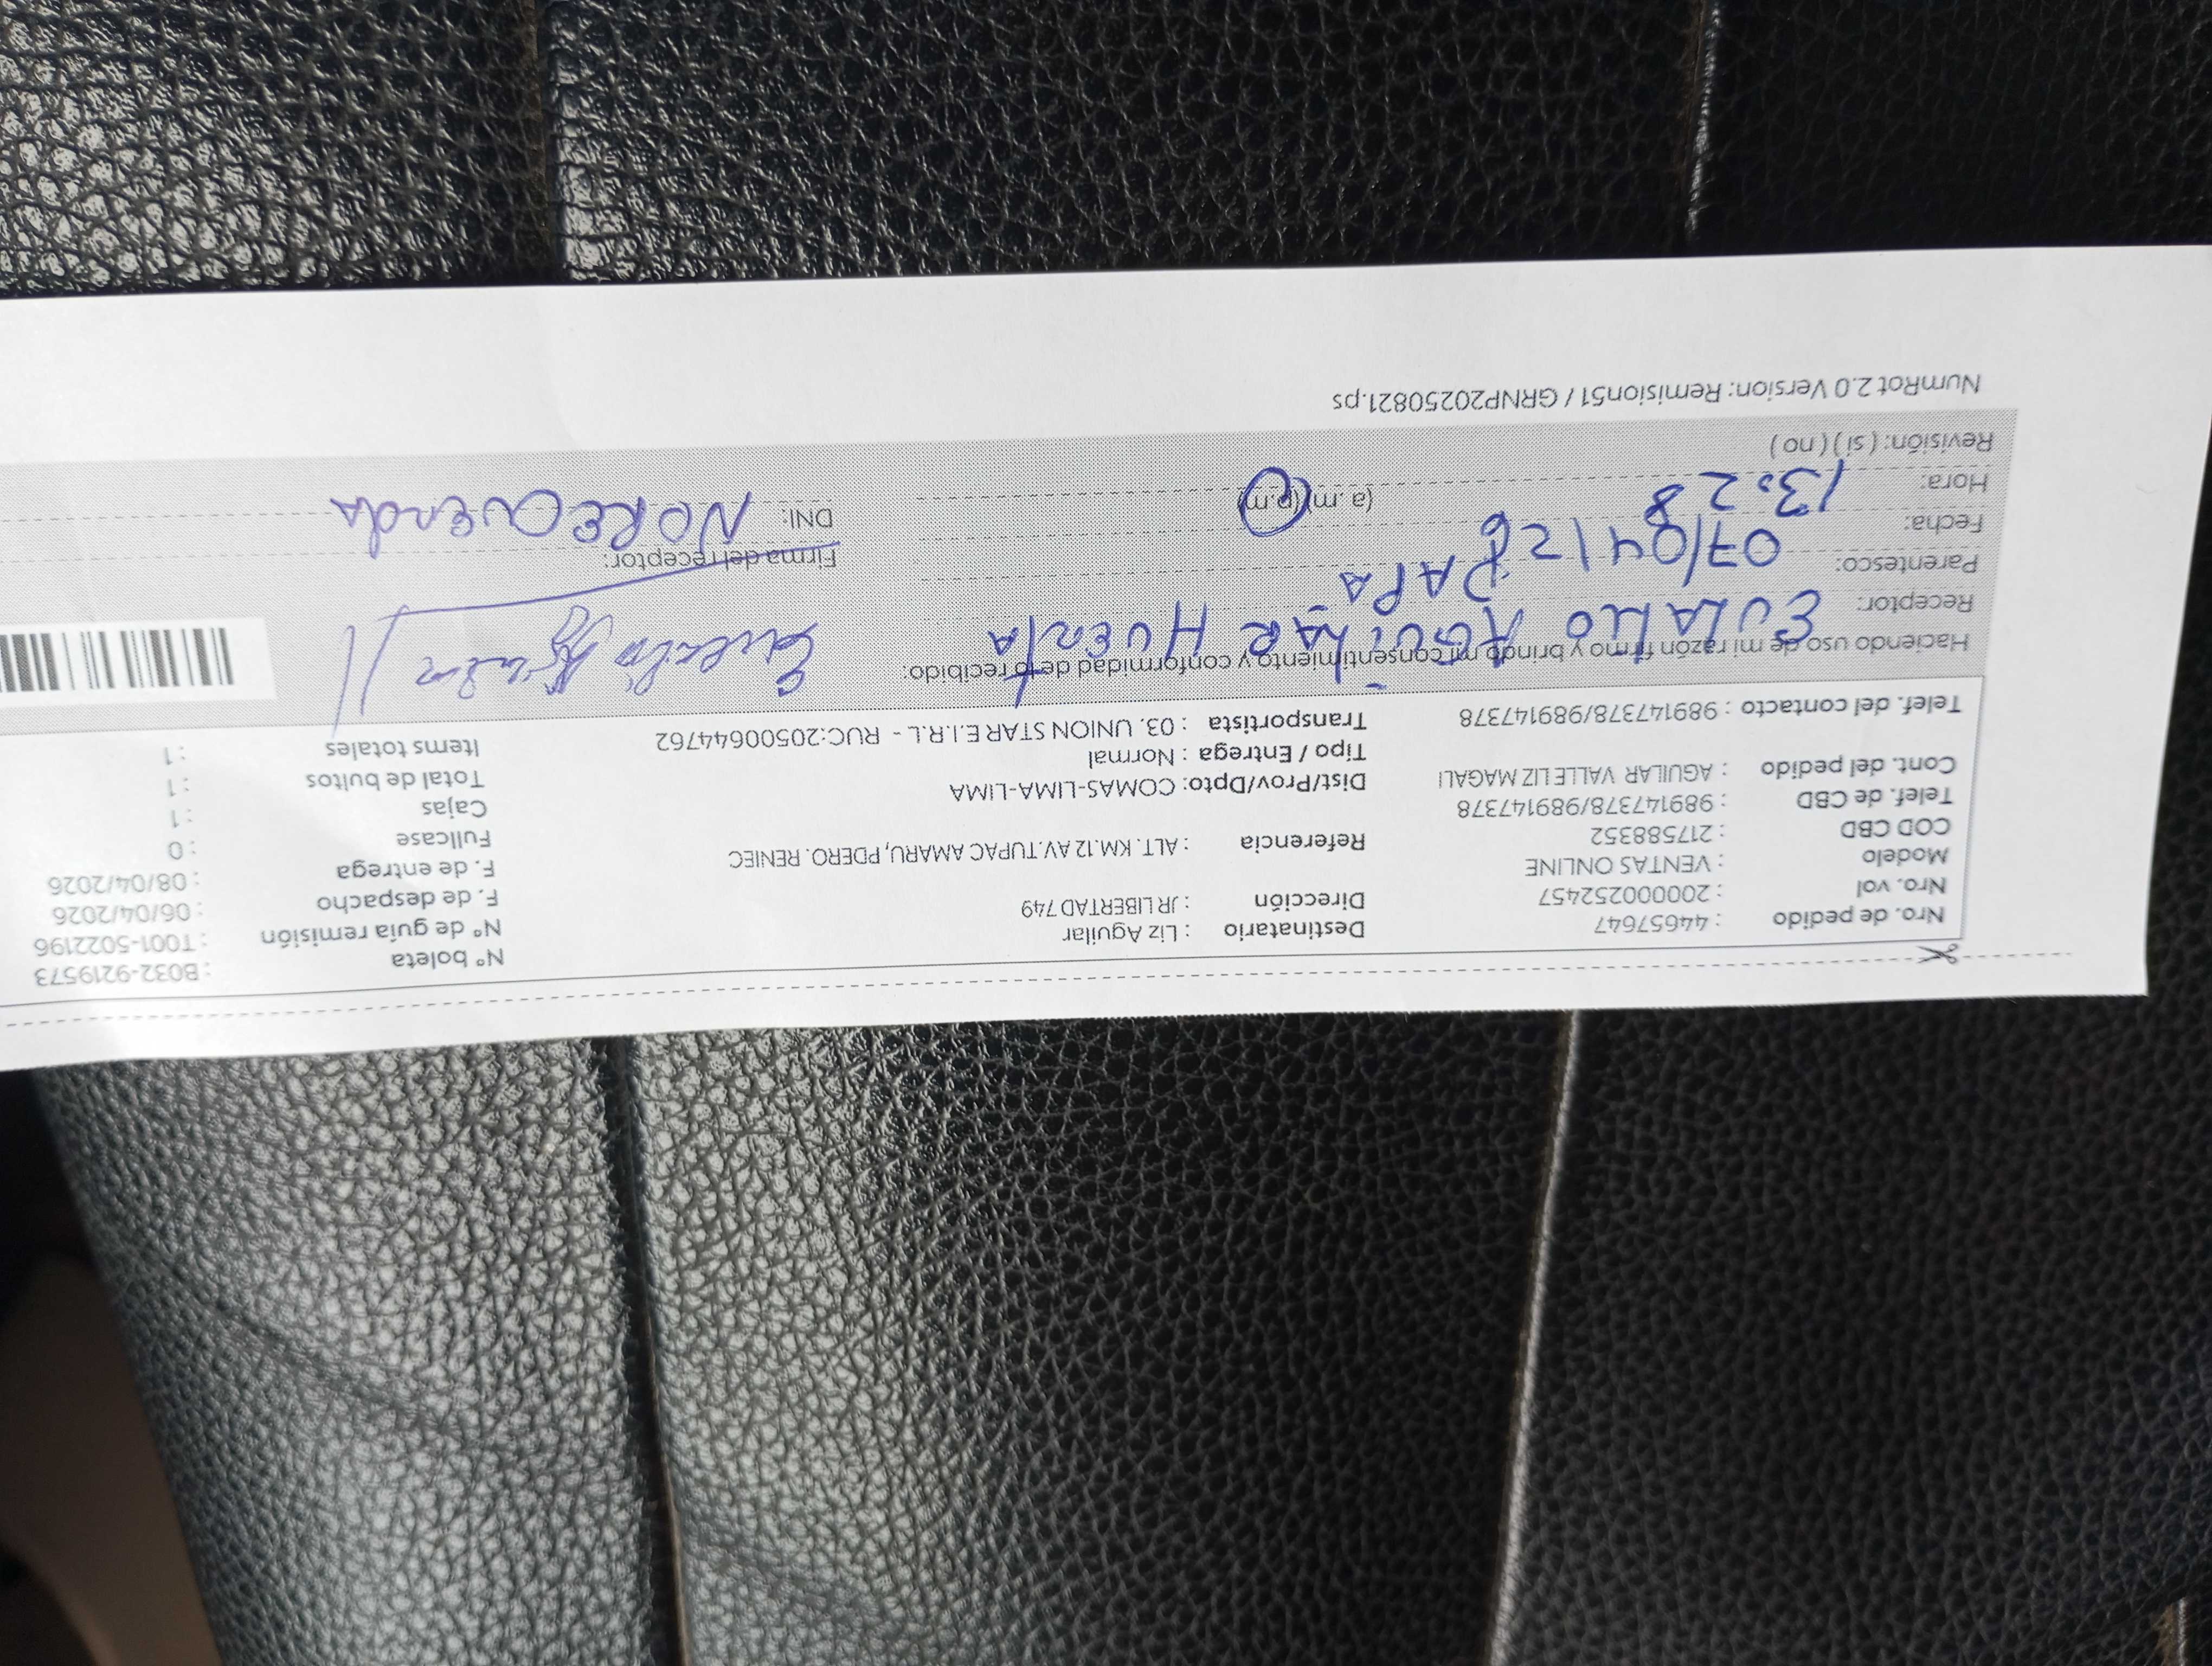 Nro. de pedido : 44657647 Destinatario : Liz Aguilar N° boleta : B032-9219573
Nro. vol : 2000002522457 Dirección : JR LIBERTAD 749 N° de guía remisión : T001-5022196
Modelo : VENTAS ONLINE F. de despacho : 06/04/2026
COD CBD : 217588352 Referencia : ALT. KM.12 AV.TUPAC AMARU, PDERO. RENIEC F. de entrega : 08/04/2026
Telef. de CBD : 989147378/989147378 Fullcase : 0
Cont. del pedido : AGUILAR VALLE LIZ MAGALI Dist/Prov/Dpto: COMAS-LIMA-LIMA Cajas : 1
Tipo / Entrega : Normal Total de bultos : 1
Telef. del contacto : 989147378/989147378 Transportista : 03. UNION STAR E.I.R.L - RUC:20500644762 Items totales : 1
Haciendo uso de mi razón firmo y brindo mi consentimiento y conformidad de lo recibido:
Receptor: EULALIO AGUILAR HUERTA
Parentesco: PAPA Firma del receptor:
Fecha: 07/04/26 DNI: NO RECUERDA
Hora: 13:28 (a.m) (p.m)
Revisión: ( si ) ( no )
NumRot 2.0 Version: Remision51 / GRNP20250821.ps